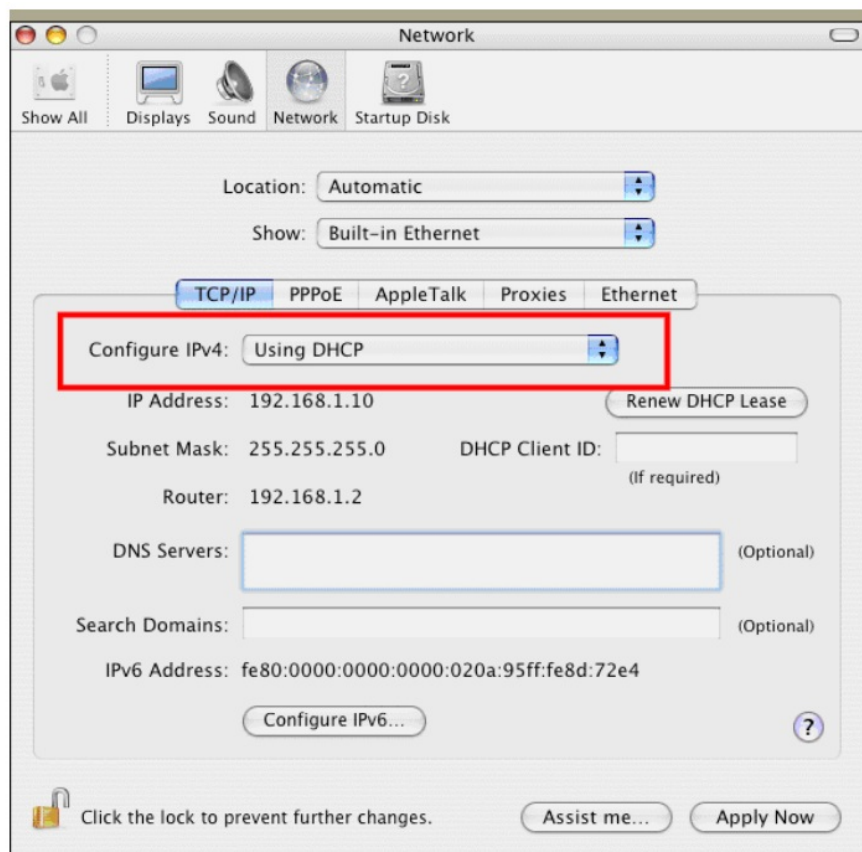 Network
Show All Displays Sound Network Startup Disk
Location: Automatic
Show: Built-in Ethernet
TCP/IP PPPoE AppleTalk Proxies Ethernet
Configure IPv4: Using DHCP
IP Address: 192.168.1.10 Renew DHCP Lease
Subnet Mask: 255.255.255.0 DHCP Client ID:
(If required)
Router: 192.168.1.2
DNS Servers: (Optional)
Search Domains: (Optional)
IPv6 Address: fe80:0000:0000:0000:020a:95ff:fe8d:72e4
Configure IPv6... ?
Click the lock to prevent further changes. Assist me... Apply Now